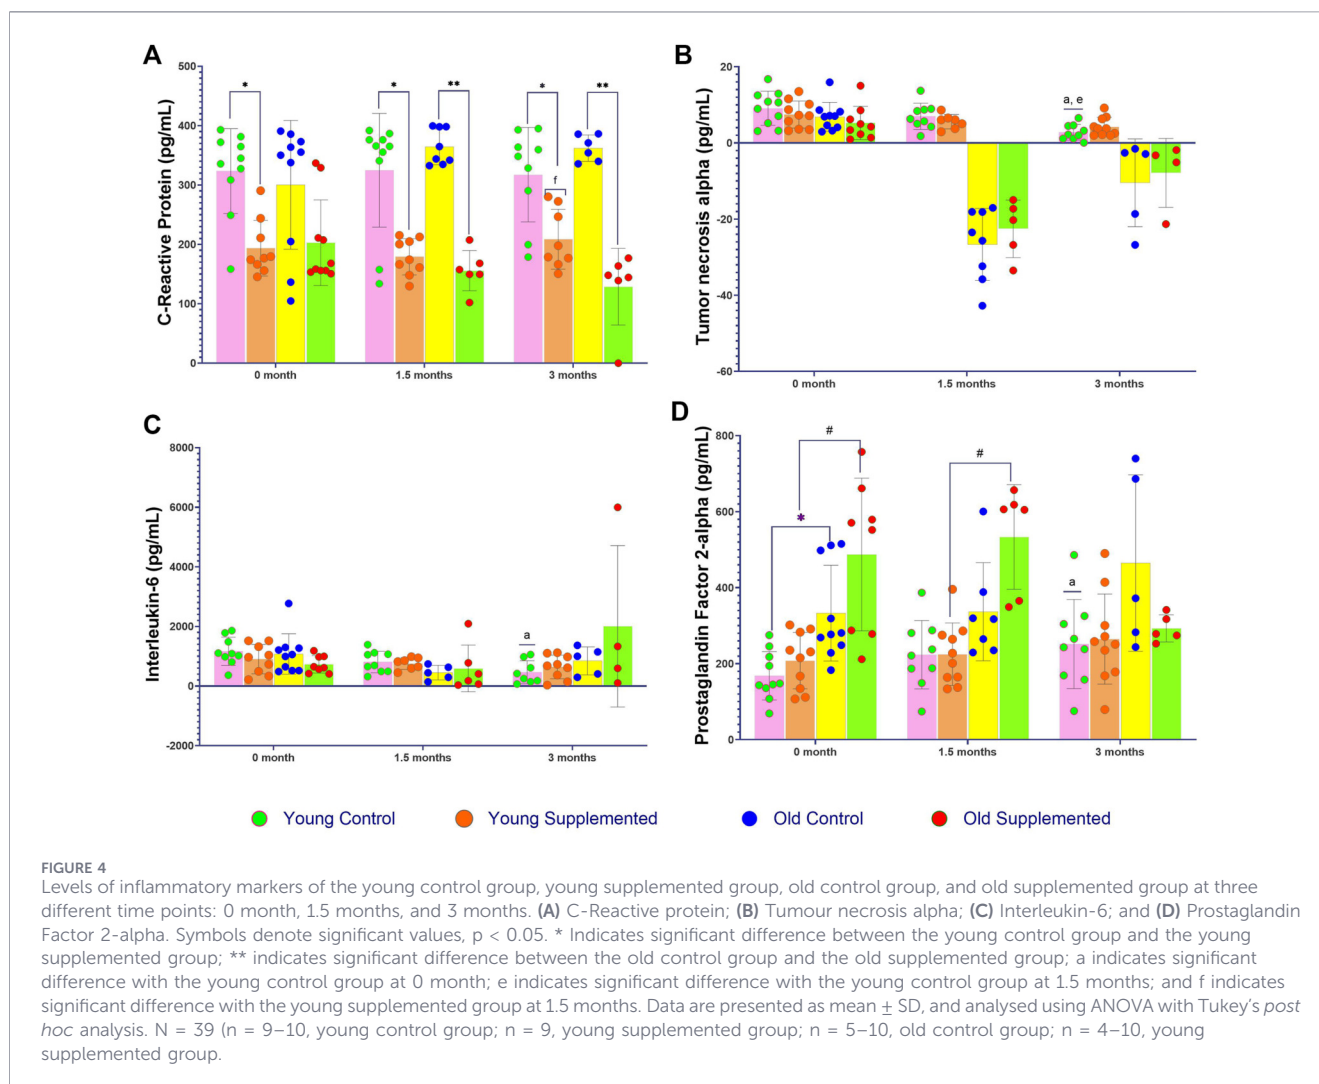 A
C-Reactive Protein (pg/mL)
500
400
300
200
100
0
* * ** * **
f
0 month 1.5 months 3 months
B
Tumor necrosis alpha (pg/mL)
20
0
-20
-40
-60
a, e
0 month 1.5 months 3 months
C
Interleukin-6 (pg/mL)
8000
6000
4000
2000
0
-2000
a
0 month 1.5 months 3 months
D
Prostaglandin Factor 2-alpha (pg/mL)
800
600
400
200
0
# #
*
a
0 month 1.5 months 3 months
Young Control Young Supplemented Old Control Old Supplemented
FIGURE 4
Levels of inflammatory markers of the young control group, young supplemented group, old control group, and old supplemented group at three
different time points: 0 month, 1.5 months, and 3 months. (A) C-Reactive protein; (B) Tumour necrosis alpha; (C) Interleukin-6; and (D) Prostaglandin
Factor 2-alpha. Symbols denote significant values, p < 0.05. * Indicates significant difference between the young control group and the young
supplemented group; ** indicates significant difference between the old control group and the old supplemented group; a indicates significant
difference with the young control group at 0 month; e indicates significant difference with the young control group at 1.5 months; and f indicates
significant difference with the young supplemented group at 1.5 months. Data are presented as mean ± SD, and analysed using ANOVA with Tukey's post
hoc analysis. N = 39 (n = 9–10, young control group; n = 9, young supplemented group; n = 5–10, old control group; n = 4–10, young
supplemented group.